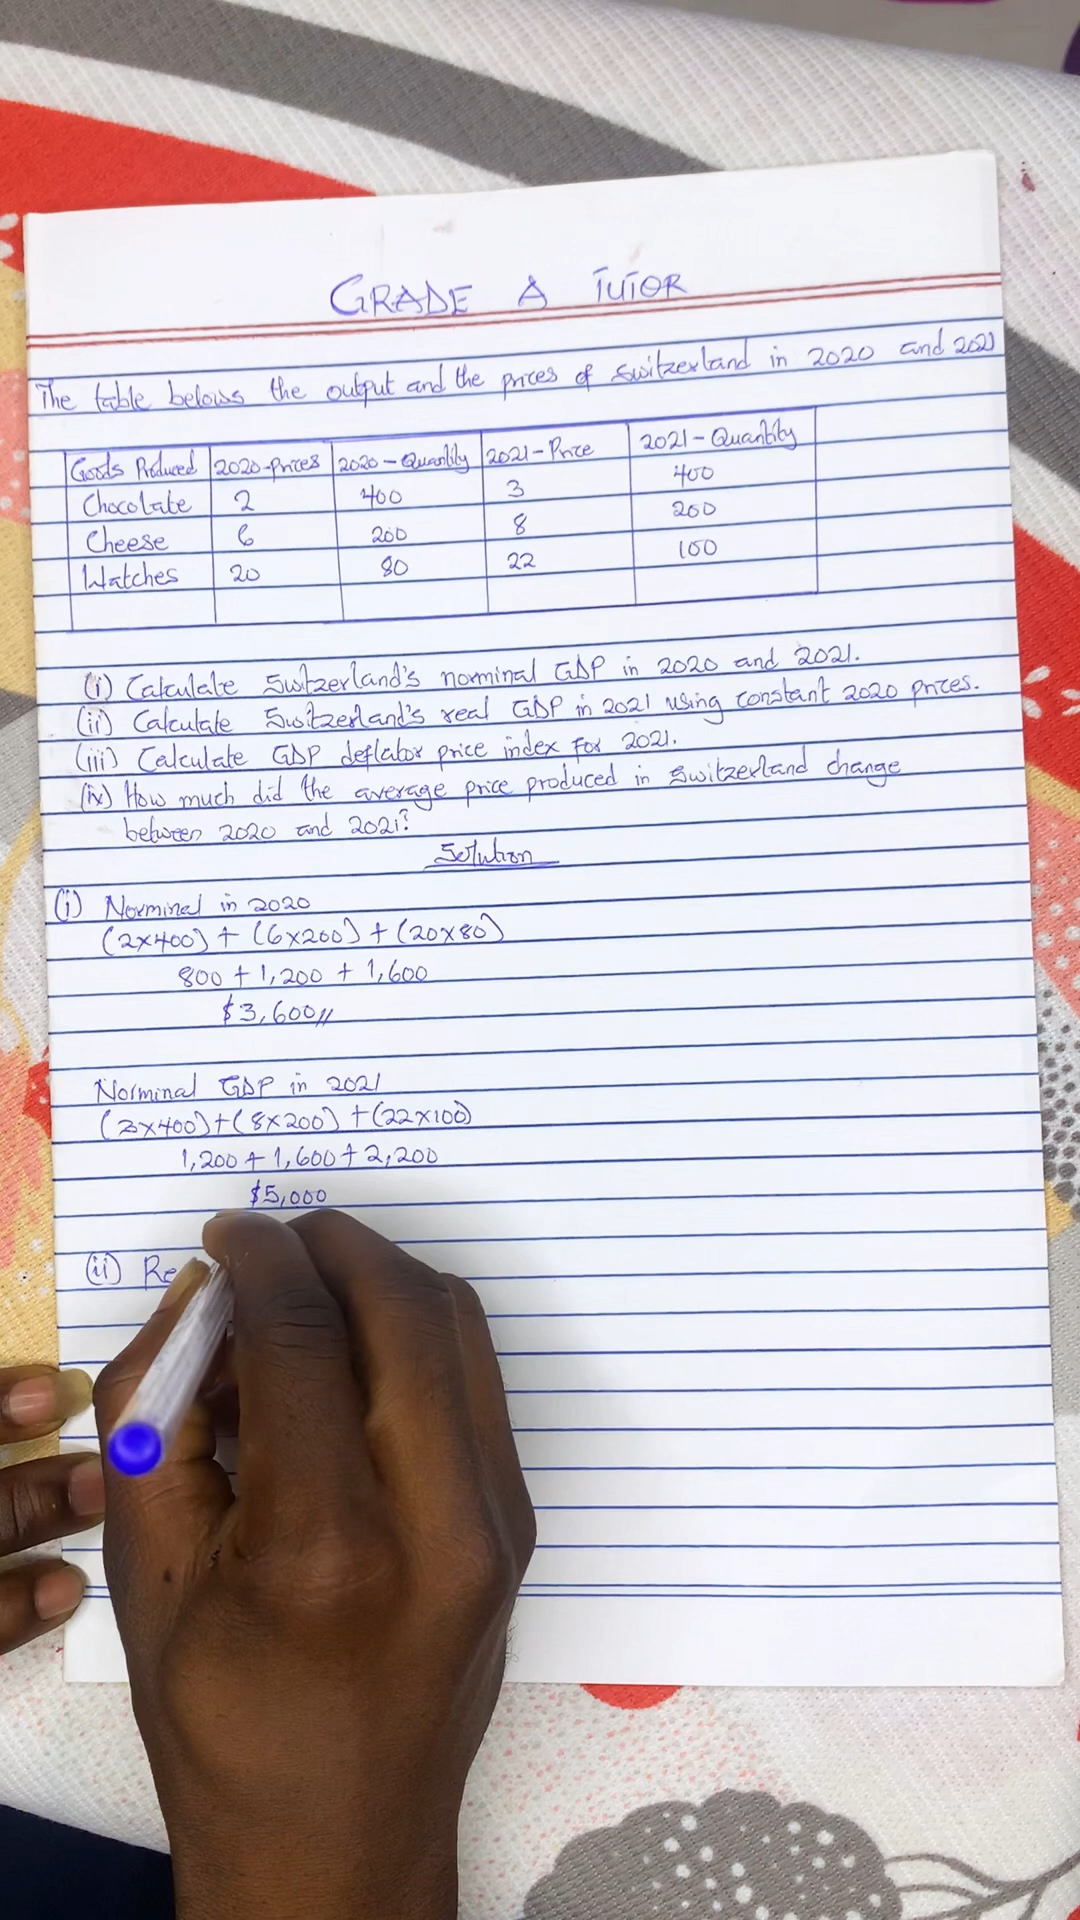 GRADE A TUTOR
The table belows the output and the prices of Switzerland in 2020 and 2021
Goods Produced 2020-prices 2020-Quantity 2021-Price 2021-Quantity
Chocolate 2 400 3 400
Cheese 6 200 8 200
Watches 20 80 22 100
(i) Calculate Switzerland's norminal GDP in 2020 and 2021.
(ii) Calculate Switzerland's real GDP in 2021 using constant 2020 prices.
(iii) Calculate GDP deflator price index for 2021.
(iv) How much did the average price produced in Switzerland change
between 2020 and 2021?
Solution
(i) Norminal in 2020
(2x400) + (6x200) + (20x80)
800 + 1,200 + 1,600
$3,600//
Norminal GDP in 2021
(3x400)+(8x200)+(22x100)
1,200+1,600+2,200
$5,000
(ii) Re